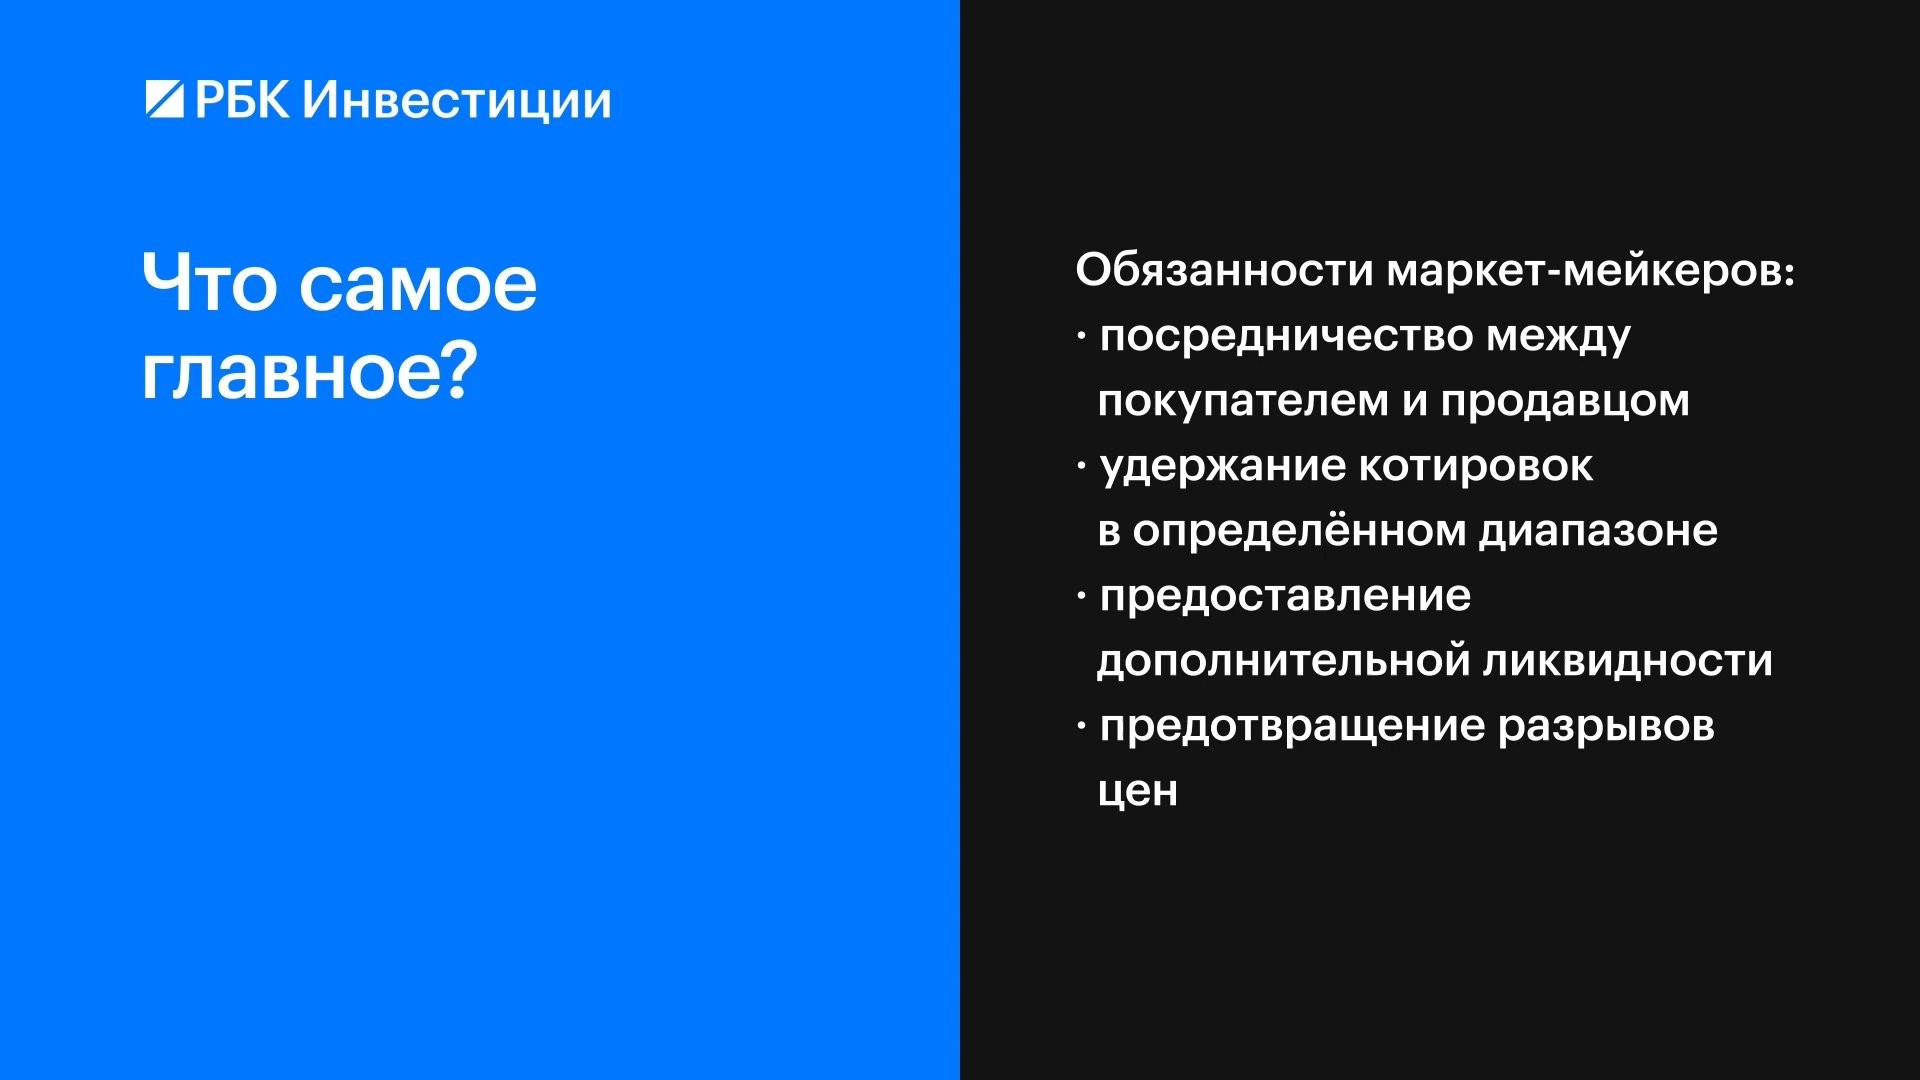 РБК Инвестиции
Что самое
главное?
Обязанности маркет-мейкеров:
· посредничество между
покупателем и продавцом
· удержание котировок
в определённом диапазоне
· предоставление
дополнительной ликвидности
· предотвращение разрывов
цен